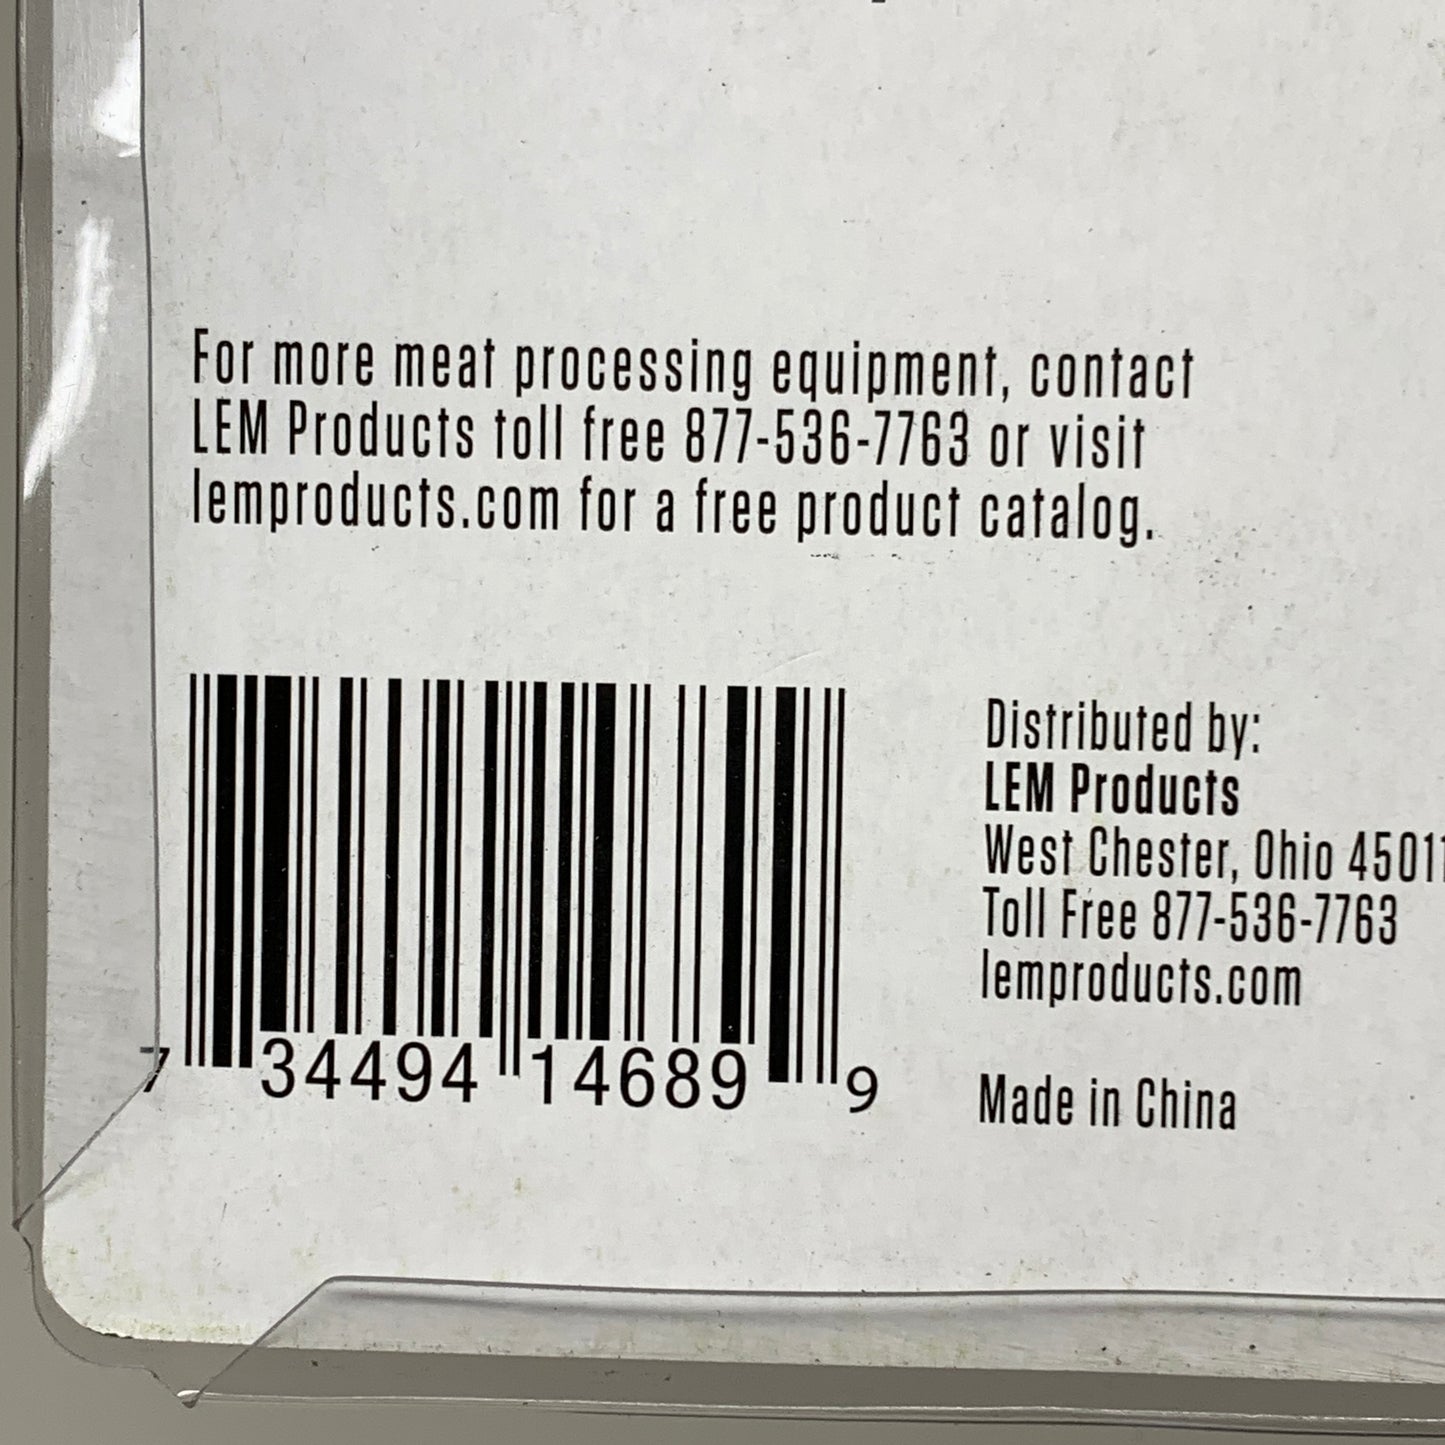 For more meat processing equipment, contact
LEM Products toll free 877-536-7763 or visit
lemproducts.com for a free product catalog.
7 34494 14689 9
Distributed by:
LEM Products
West Chester, Ohio 45011
Toll Free 877-536-7763
lemproducts.com
Made in China